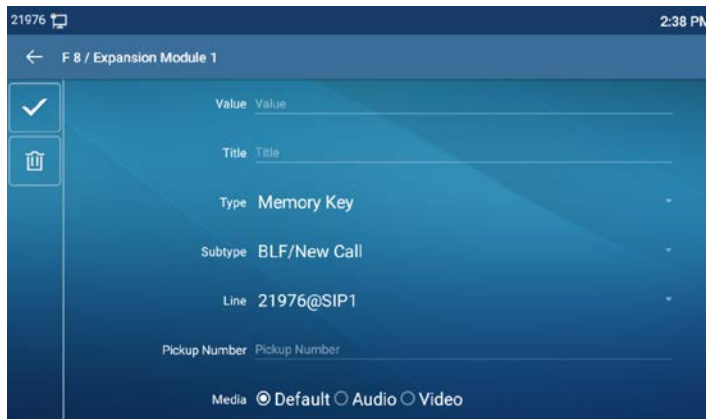 21976 2:38 PM
F 8 / Expansion Module 1
Value Value
Title Title
Type Memory Key
Subtype BLF/New Call
Line 21976@SIP1
Pickup Number Pickup Number
Media Default Audio Video